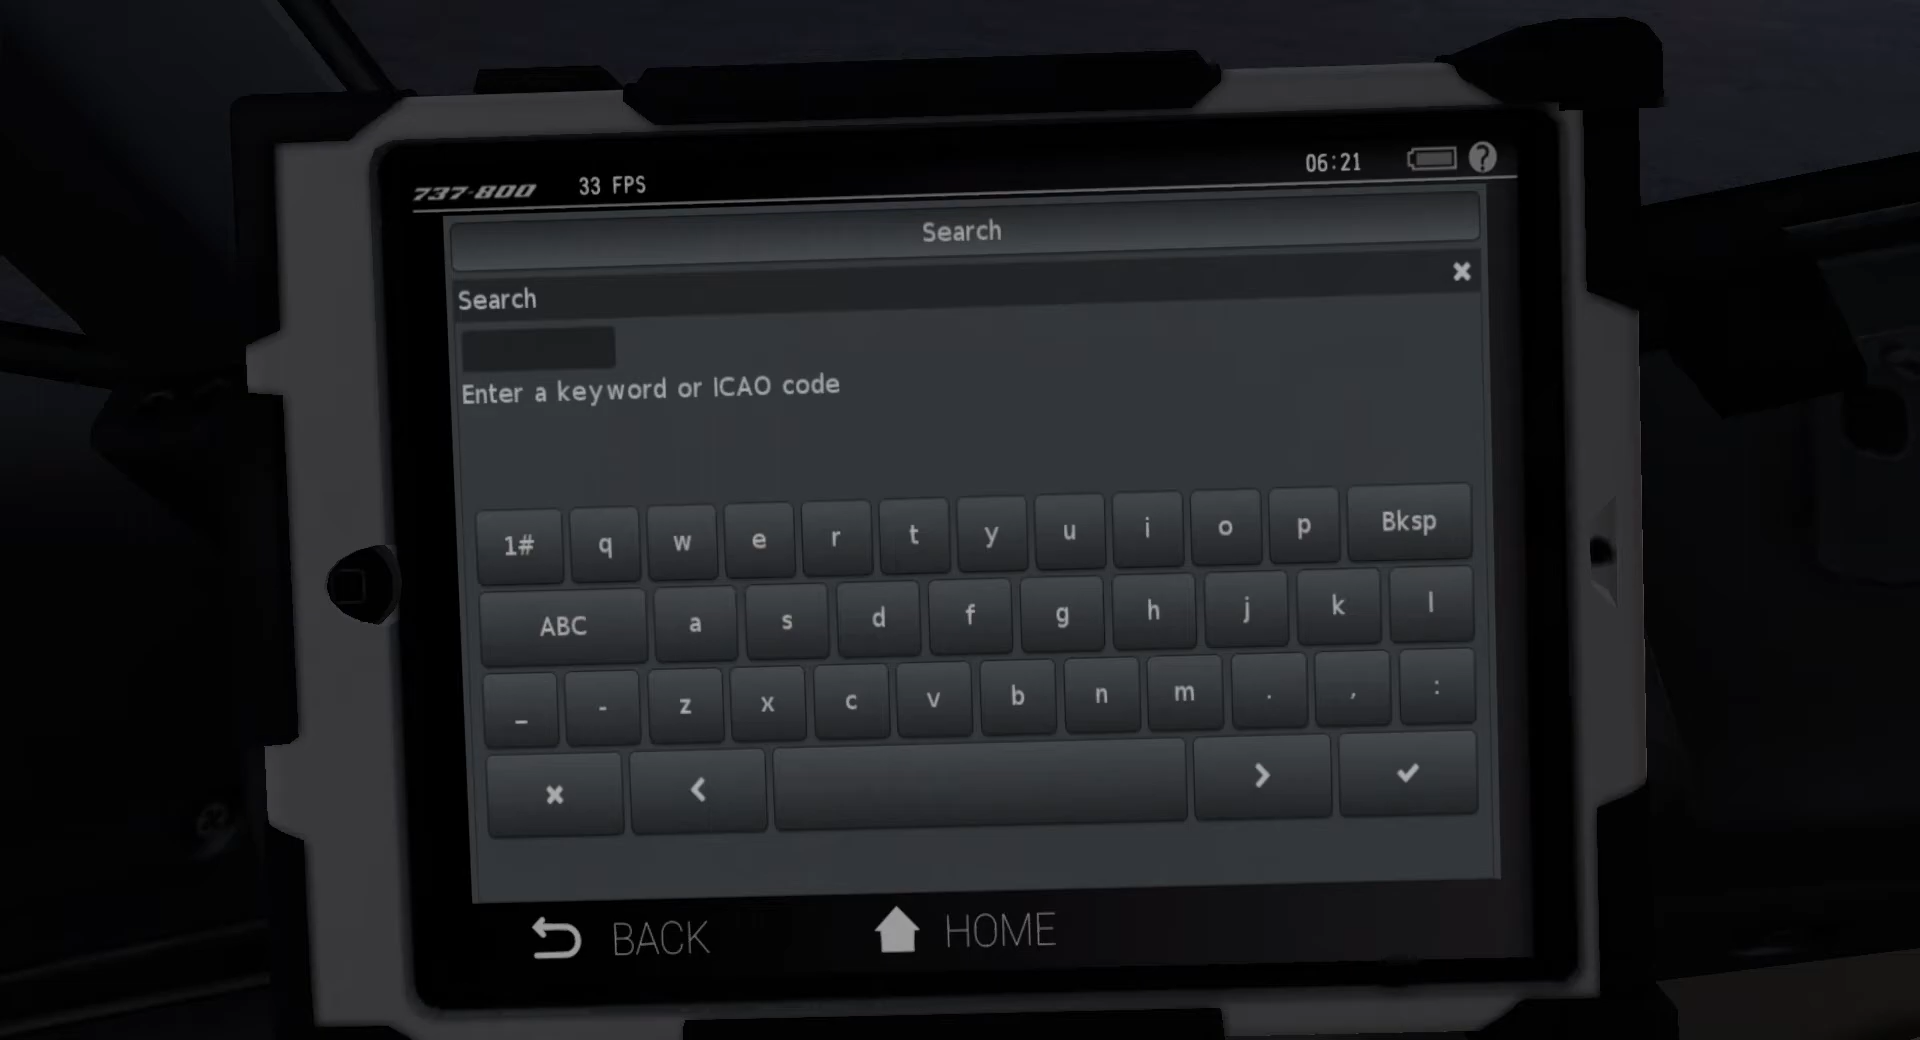 737-800 33 FPS 06:21 ?
Search
Search ×
Enter a keyword or ICAO code
1# q w e r t y u i o p Bksp
ABC a s d f g h j k l
_ - z x c v b n m . , :
× < > ✓
BACK HOME